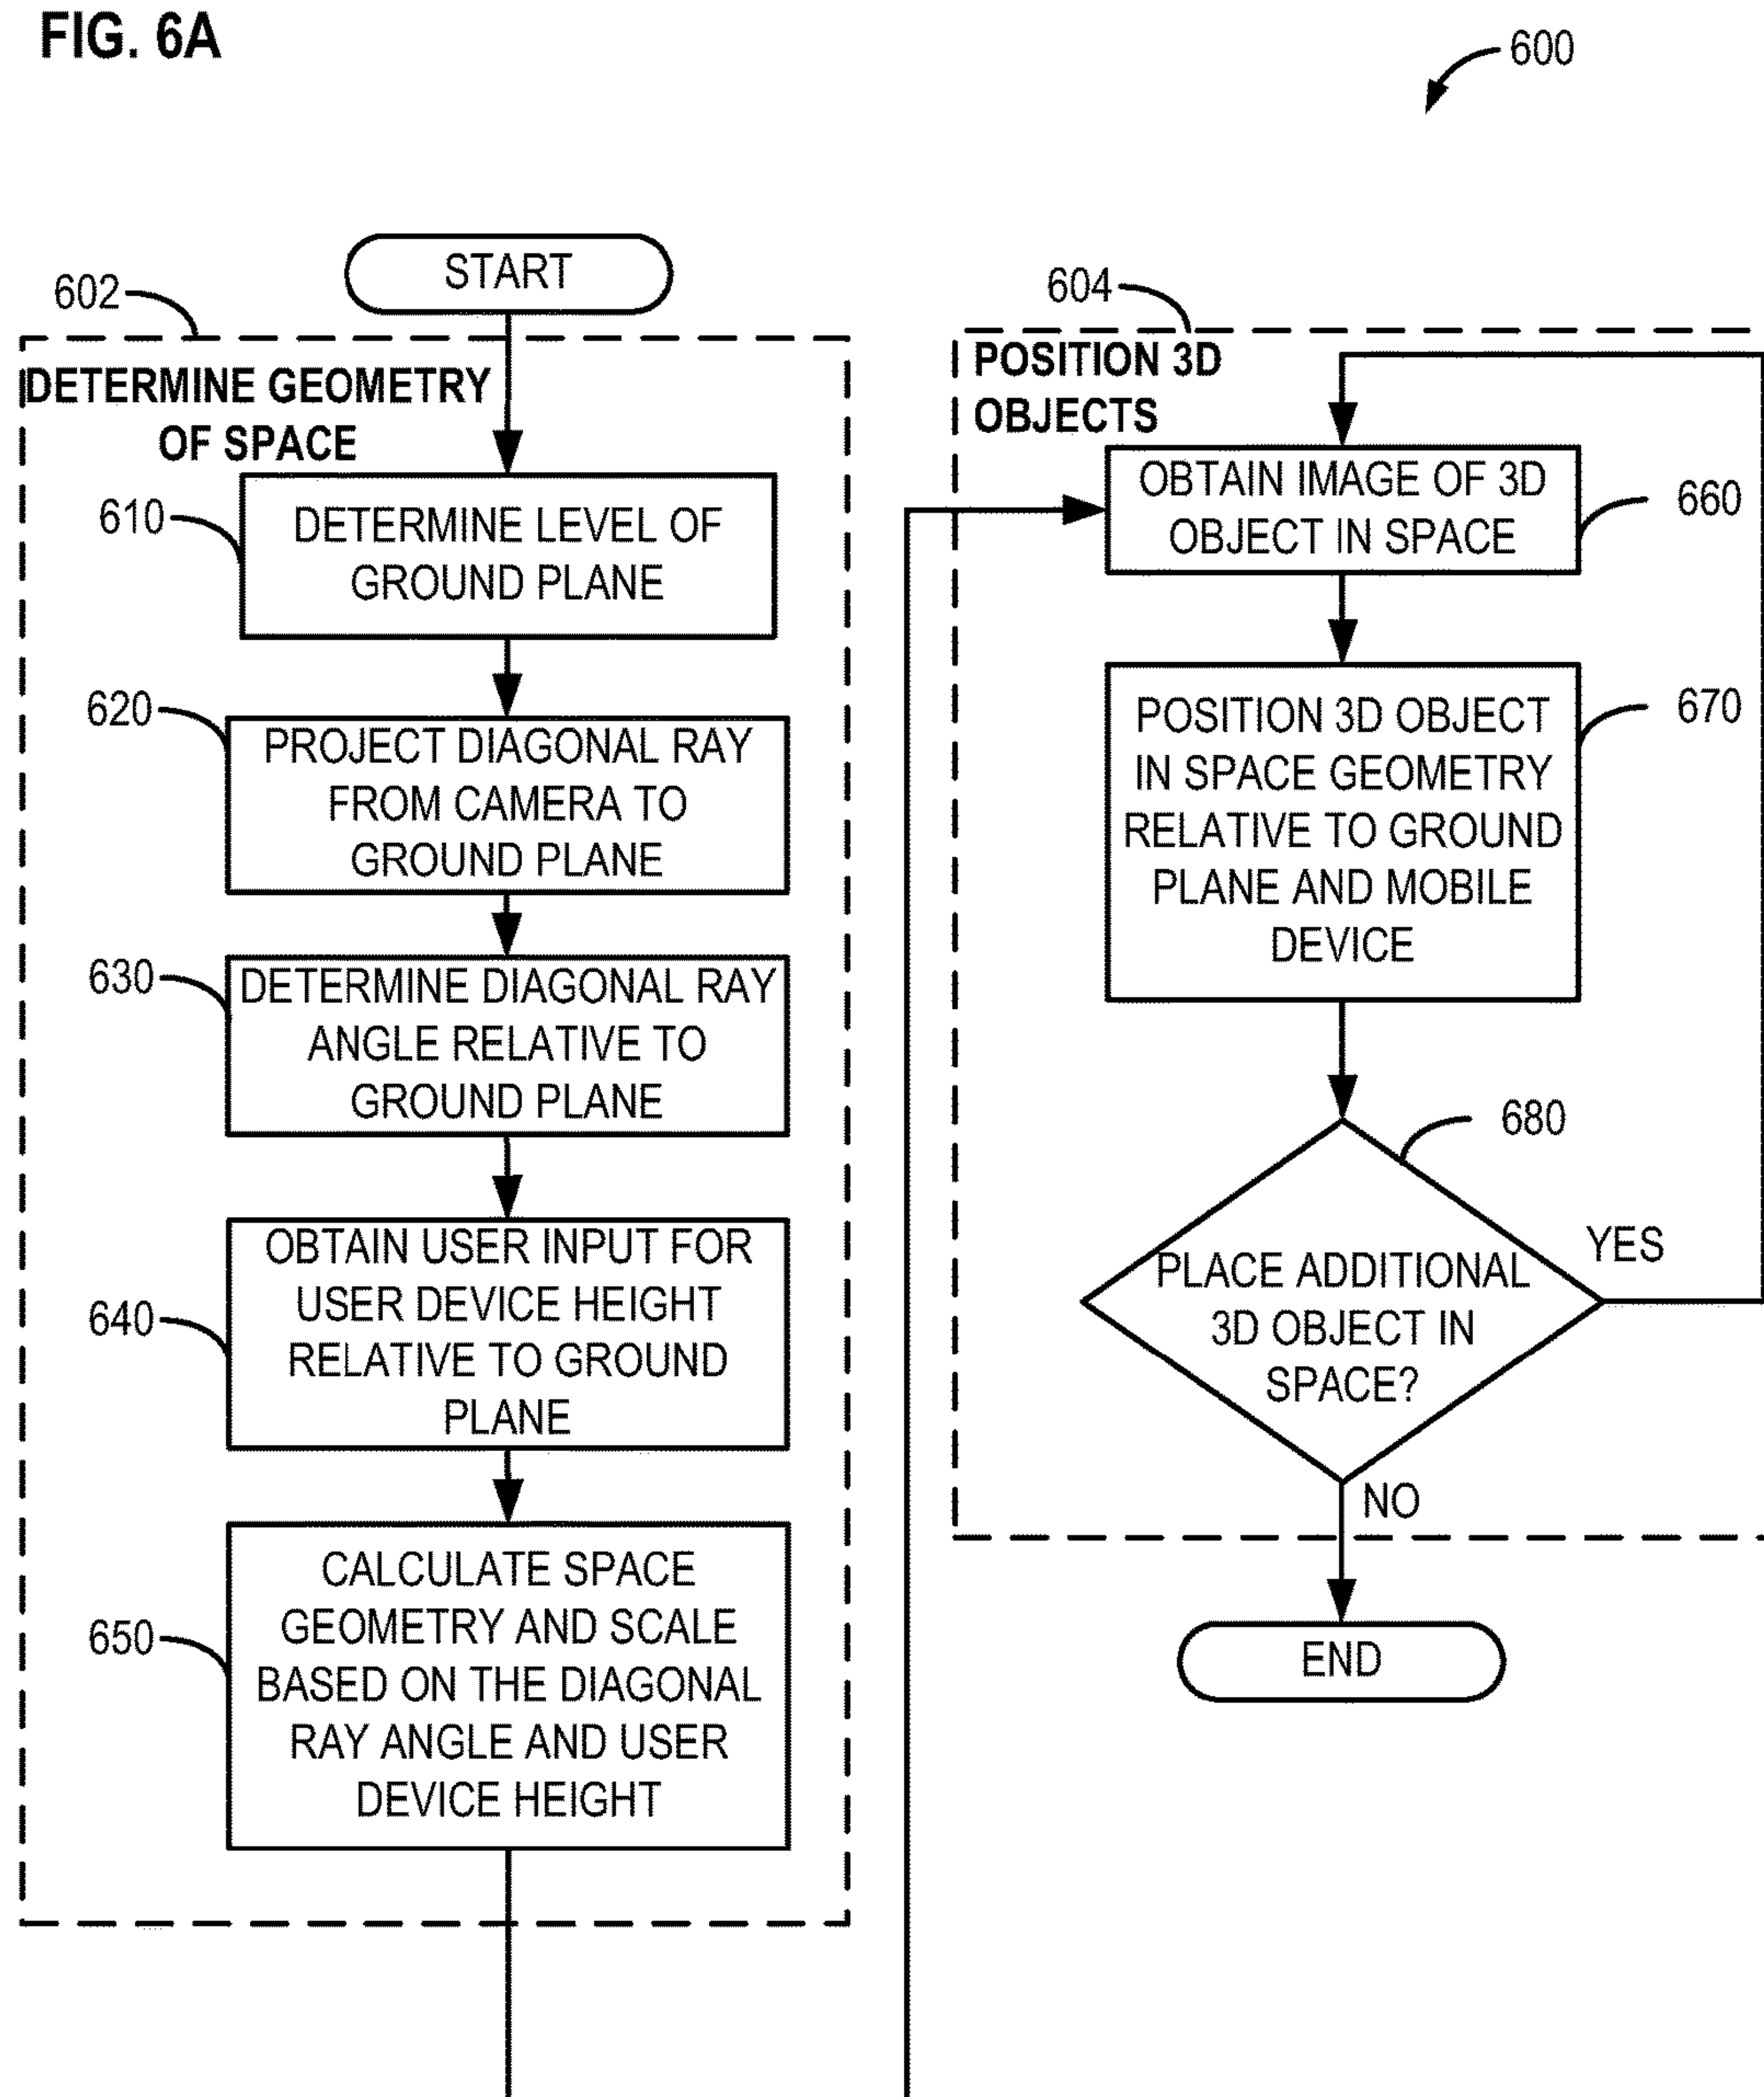 FIG. 6A
600
START
602
DETERMINE GEOMETRY
OF SPACE
610
DETERMINE LEVEL OF
GROUND PLANE
620
PROJECT DIAGONAL RAY
FROM CAMERA TO
GROUND PLANE
630
DETERMINE DIAGONAL RAY
ANGLE RELATIVE TO
GROUND PLANE
640
OBTAIN USER INPUT FOR
USER DEVICE HEIGHT
RELATIVE TO GROUND
PLANE
650
CALCULATE SPACE
GEOMETRY AND SCALE
BASED ON THE DIAGONAL
RAY ANGLE AND USER
DEVICE HEIGHT
604
POSITION 3D
OBJECTS
OBTAIN IMAGE OF 3D
OBJECT IN SPACE
660
POSITION 3D OBJECT
IN SPACE GEOMETRY
RELATIVE TO GROUND
PLANE AND MOBILE
DEVICE
670
680
PLACE ADDITIONAL
3D OBJECT IN
SPACE?
YES
NO
END